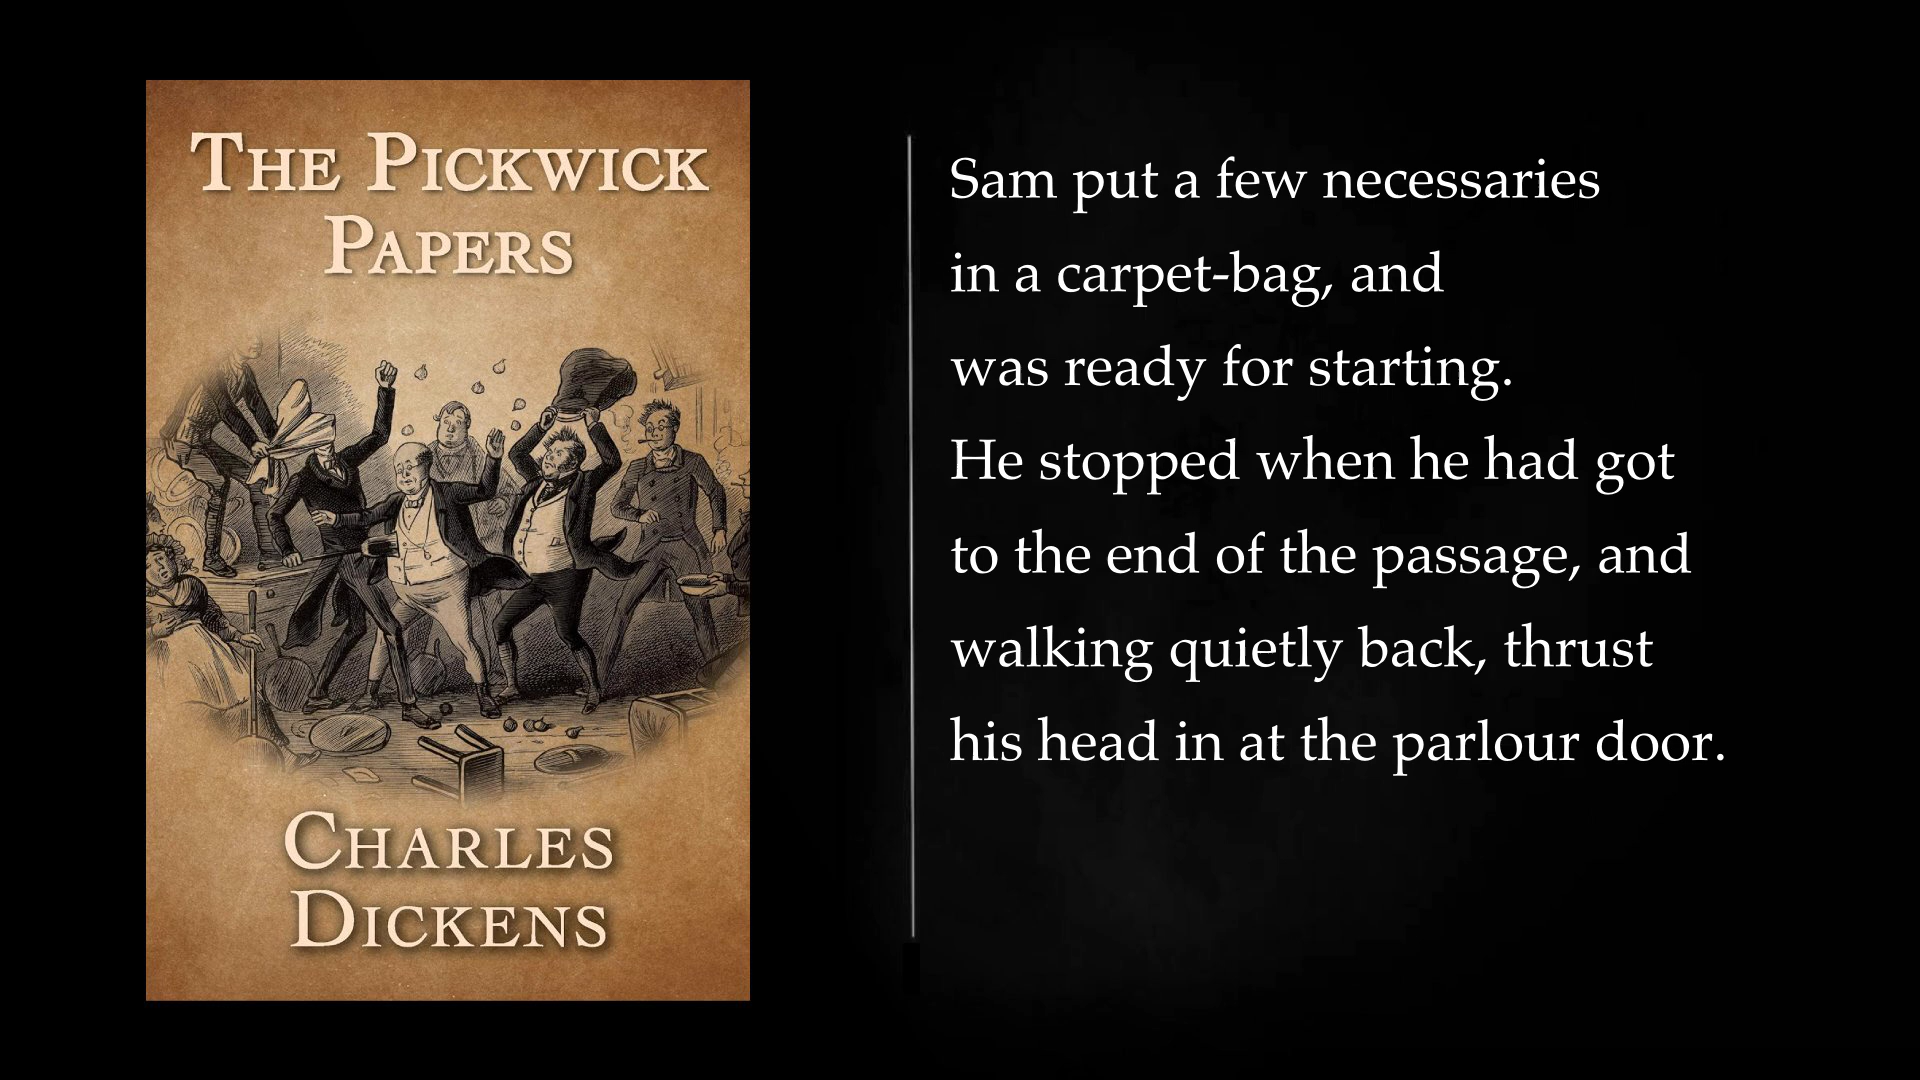 THE PICKWICK
PAPERS
CHARLES
DICKENS
Sam put a few necessaries
in a carpet-bag, and
was ready for starting.
He stopped when he had got
to the end of the passage, and
walking quietly back, thrust
his head in at the parlour door.